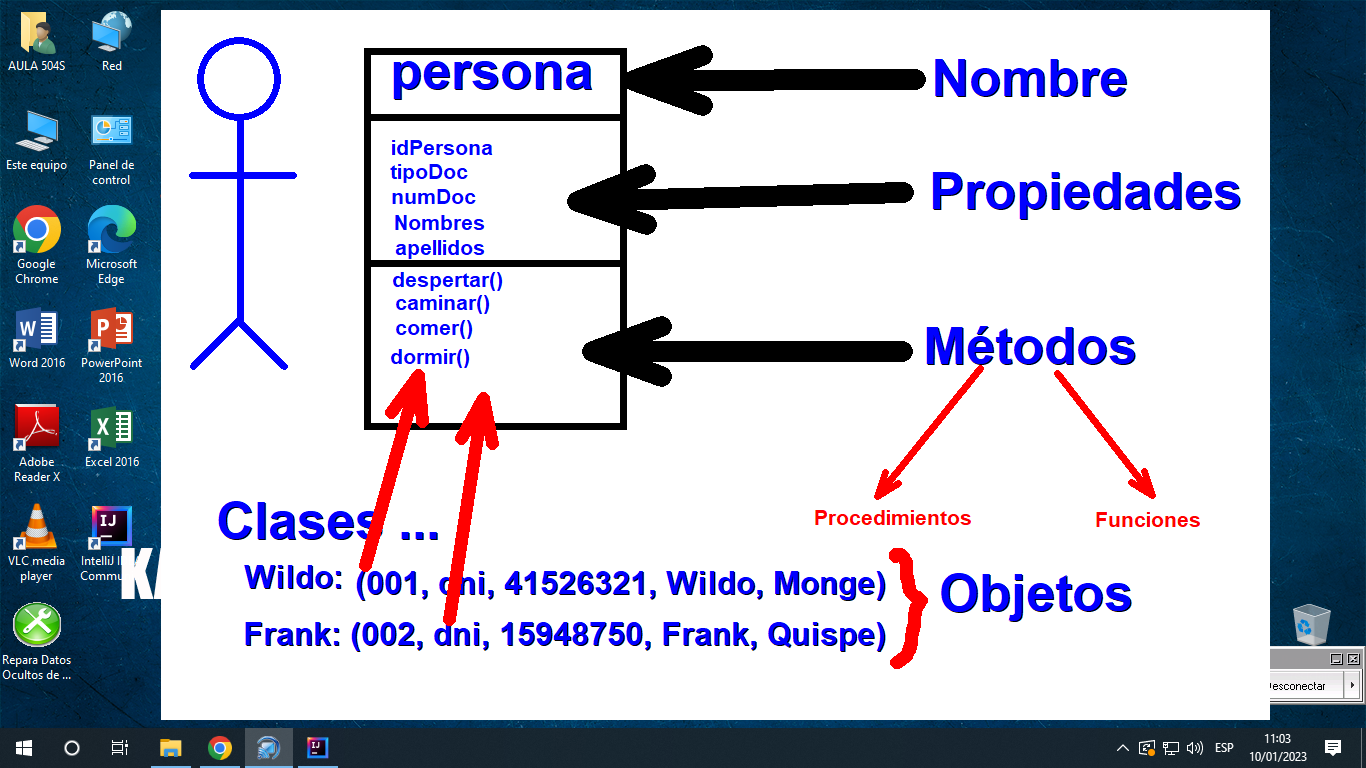 AULA 504S
Red
Este equipo
Panel de
control
Google
Chrome
Microsoft
Edge
Word 2016
PowerPoint
2016
Adobe
Reader X
Excel 2016
VLC media
player
IntelliJ I
Commu
Repara Datos
Ocultos de ...
persona
Nombre
idPersona
tipoDoc
numDoc
Nombres
apellidos
Propiedades
despertar()
caminar()
comer()
dormir()
Métodos
Procedimientos
Funciones
Clases ...
Wildo: (001, dni, 41526321, Wildo, Monge)
Frank: (002, dni, 15948750, Frank, Quispe)
Objetos
Desconectar
ESP
11:03
10/01/2023